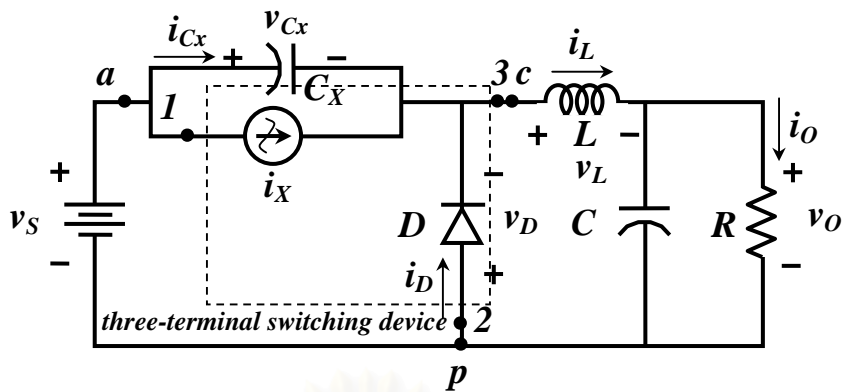 v_Cx
i_Cx
+
−
a
C_X
3
c
i_L
1
+
L
−
i_O
+
i_X
−
v_L
+
v_S
D
v_D
C
R
v_O
−
i_D
+
−
three-terminal switching device
2
p